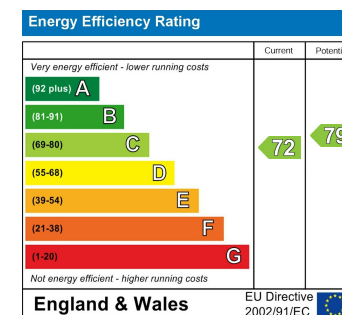 Energy Efficiency Rating
Current
Very energy efficient - lower running costs
(92 plus) A
(81-91) B
(69-80) C
(55-68) D
(39-54) E
(21-38) F
(1-20) G
72
79
Not energy efficient - higher running costs
England & Wales
EU Directive
2002/91/EC